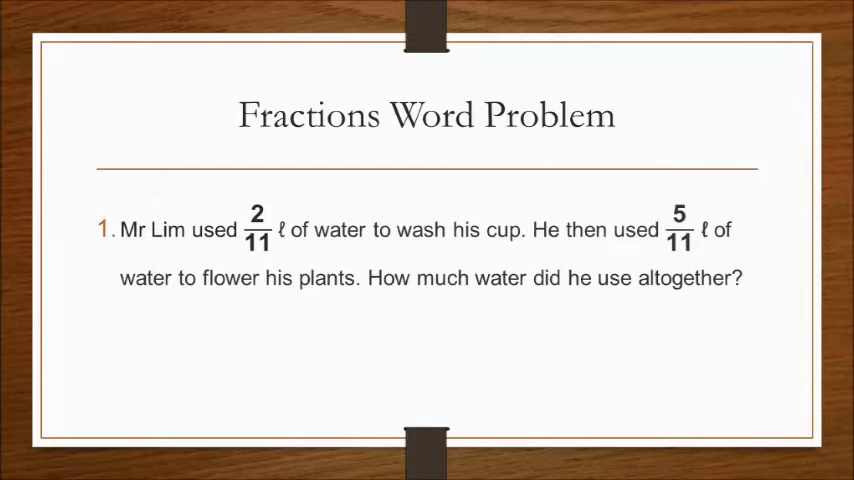 Fractions Word Problem
1. Mr Lim used 2/11 ℓ of water to wash his cup. He then used 5/11 ℓ of
water to flower his plants. How much water did he use altogether?